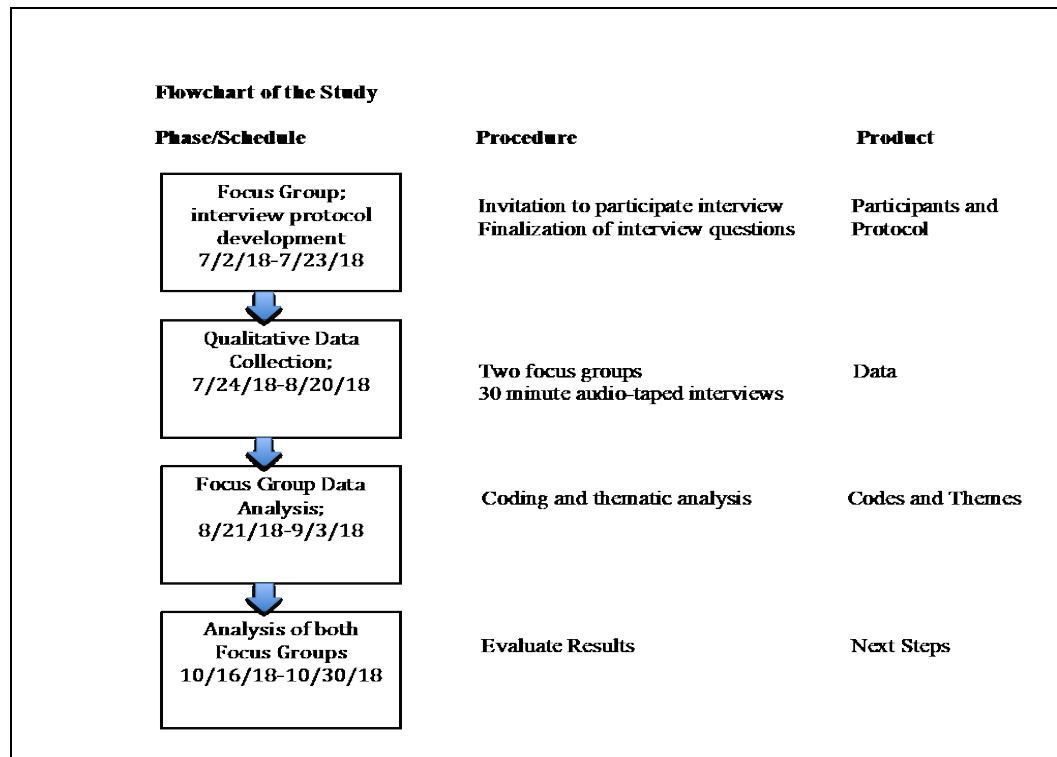 Flowchart of the Study
Phase/Schedule
Procedure
Product
Focus Group;
interview protocol
development
7/2/18-7/23/18
Invitation to participate interview
Finalization of interview questions
Participants and
Protocol
Qualitative Data
Collection;
7/24/18-8/20/18
Two focus groups
30 minute audio-taped interviews
Data
Focus Group Data
Analysis;
8/21/18-9/3/18
Coding and thematic analysis
Codes and Themes
Analysis of both
Focus Groups
10/16/18-10/30/18
Evaluate Results
Next Steps